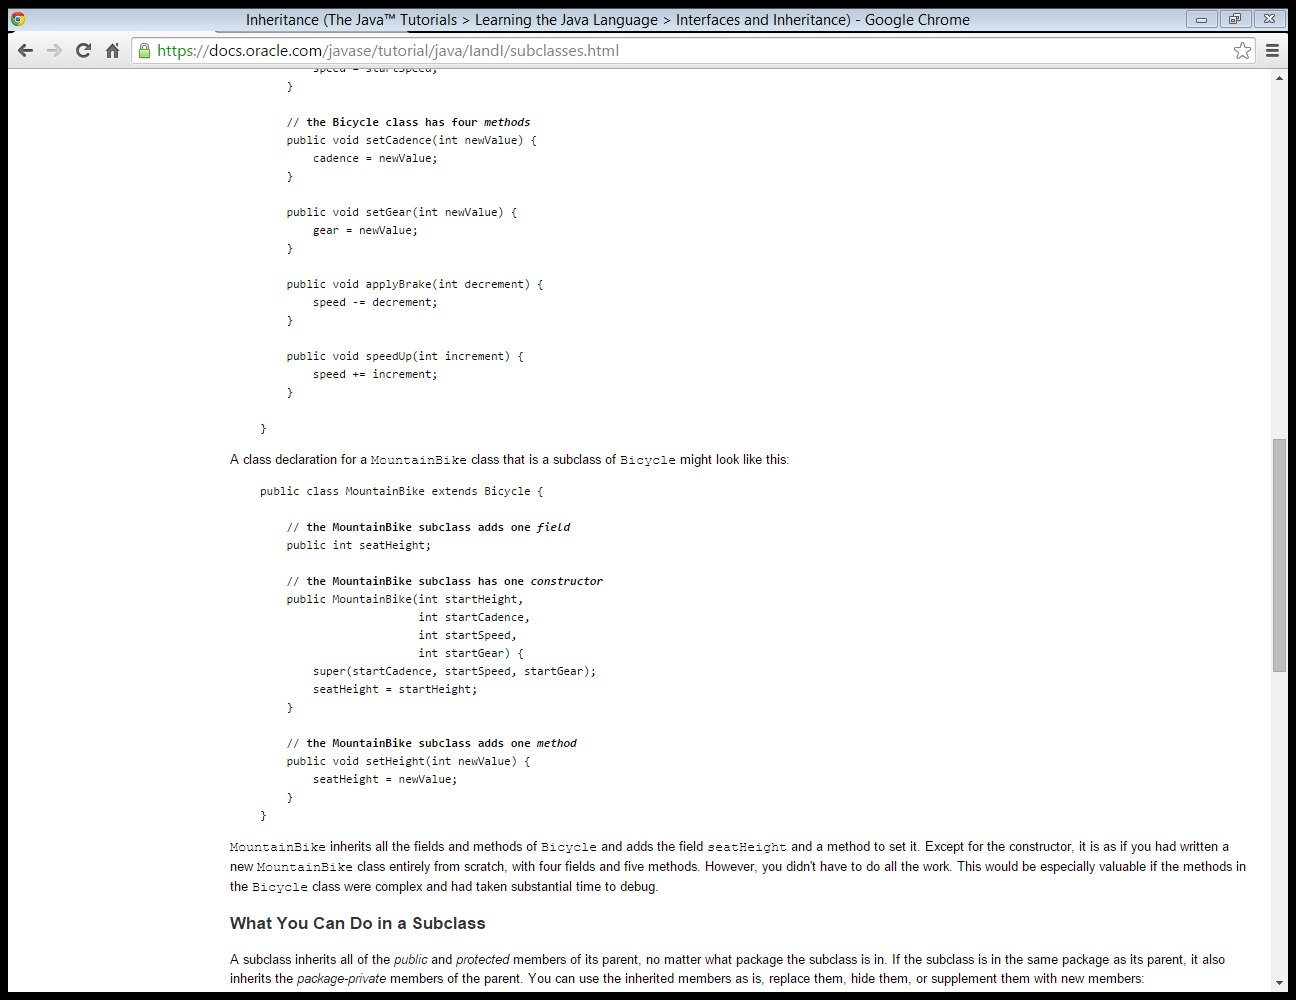 Inheritance (The Java™ Tutorials > Learning the Java Language > Interfaces and Inheritance) - Google Chrome
https://docs.oracle.com/javase/tutorial/java/IandI/subclasses.html
speed = startSpeed;
}
// the Bicycle class has four methods
public void setCadence(int newValue) {
cadence = newValue;
}
public void setGear(int newValue) {
gear = newValue;
}
public void applyBrake(int decrement) {
speed -= decrement;
}
public void speedUp(int increment) {
speed += increment;
}
}
A class declaration for a MountainBike class that is a subclass of Bicycle might look like this:
public class MountainBike extends Bicycle {
// the MountainBike subclass adds one field
public int seatHeight;
// the MountainBike subclass has one constructor
public MountainBike(int startHeight,
int startCadence,
int startSpeed,
int startGear) {
super(startCadence, startSpeed, startGear);
seatHeight = startHeight;
}
// the MountainBike subclass adds one method
public void setHeight(int newValue) {
seatHeight = newValue;
}
}
MountainBike inherits all the fields and methods of Bicycle and adds the field seatHeight and a method to set it. Except for the constructor, it is as if you had written a
new MountainBike class entirely from scratch, with four fields and five methods. However, you didn't have to do all the work. This would be especially valuable if the methods in
the Bicycle class were complex and had taken substantial time to debug.
What You Can Do in a Subclass
A subclass inherits all of the public and protected members of its parent, no matter what package the subclass is in. If the subclass is in the same package as its parent, it also
inherits the package-private members of the parent. You can use the inherited members as is, replace them, hide them, or supplement them with new members: